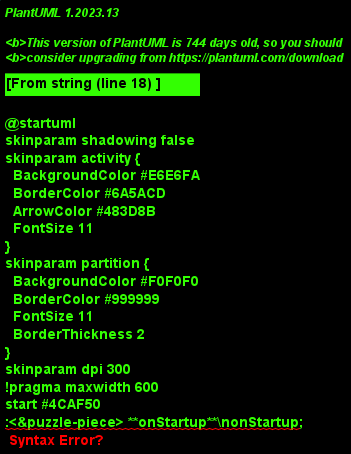 PlantUML 1.2023.13
<b>This version of PlantUML is 744 days old, so you should
<b>consider upgrading from https://plantuml.com/download
[From string (line 18) ]
@startuml
skinparam shadowing false
skinparam activity {
BackgroundColor #E6E6FA
BorderColor #6A5ACD
ArrowColor #483D8B
FontSize 11
}
skinparam partition {
BackgroundColor #F0F0F0
BorderColor #999999
FontSize 11
BorderThickness 2
}
skinparam dpi 300
!pragma maxwidth 600
start #4CAF50
:<&puzzle-piece> **onStartup**\nonStartup;
Syntax Error?